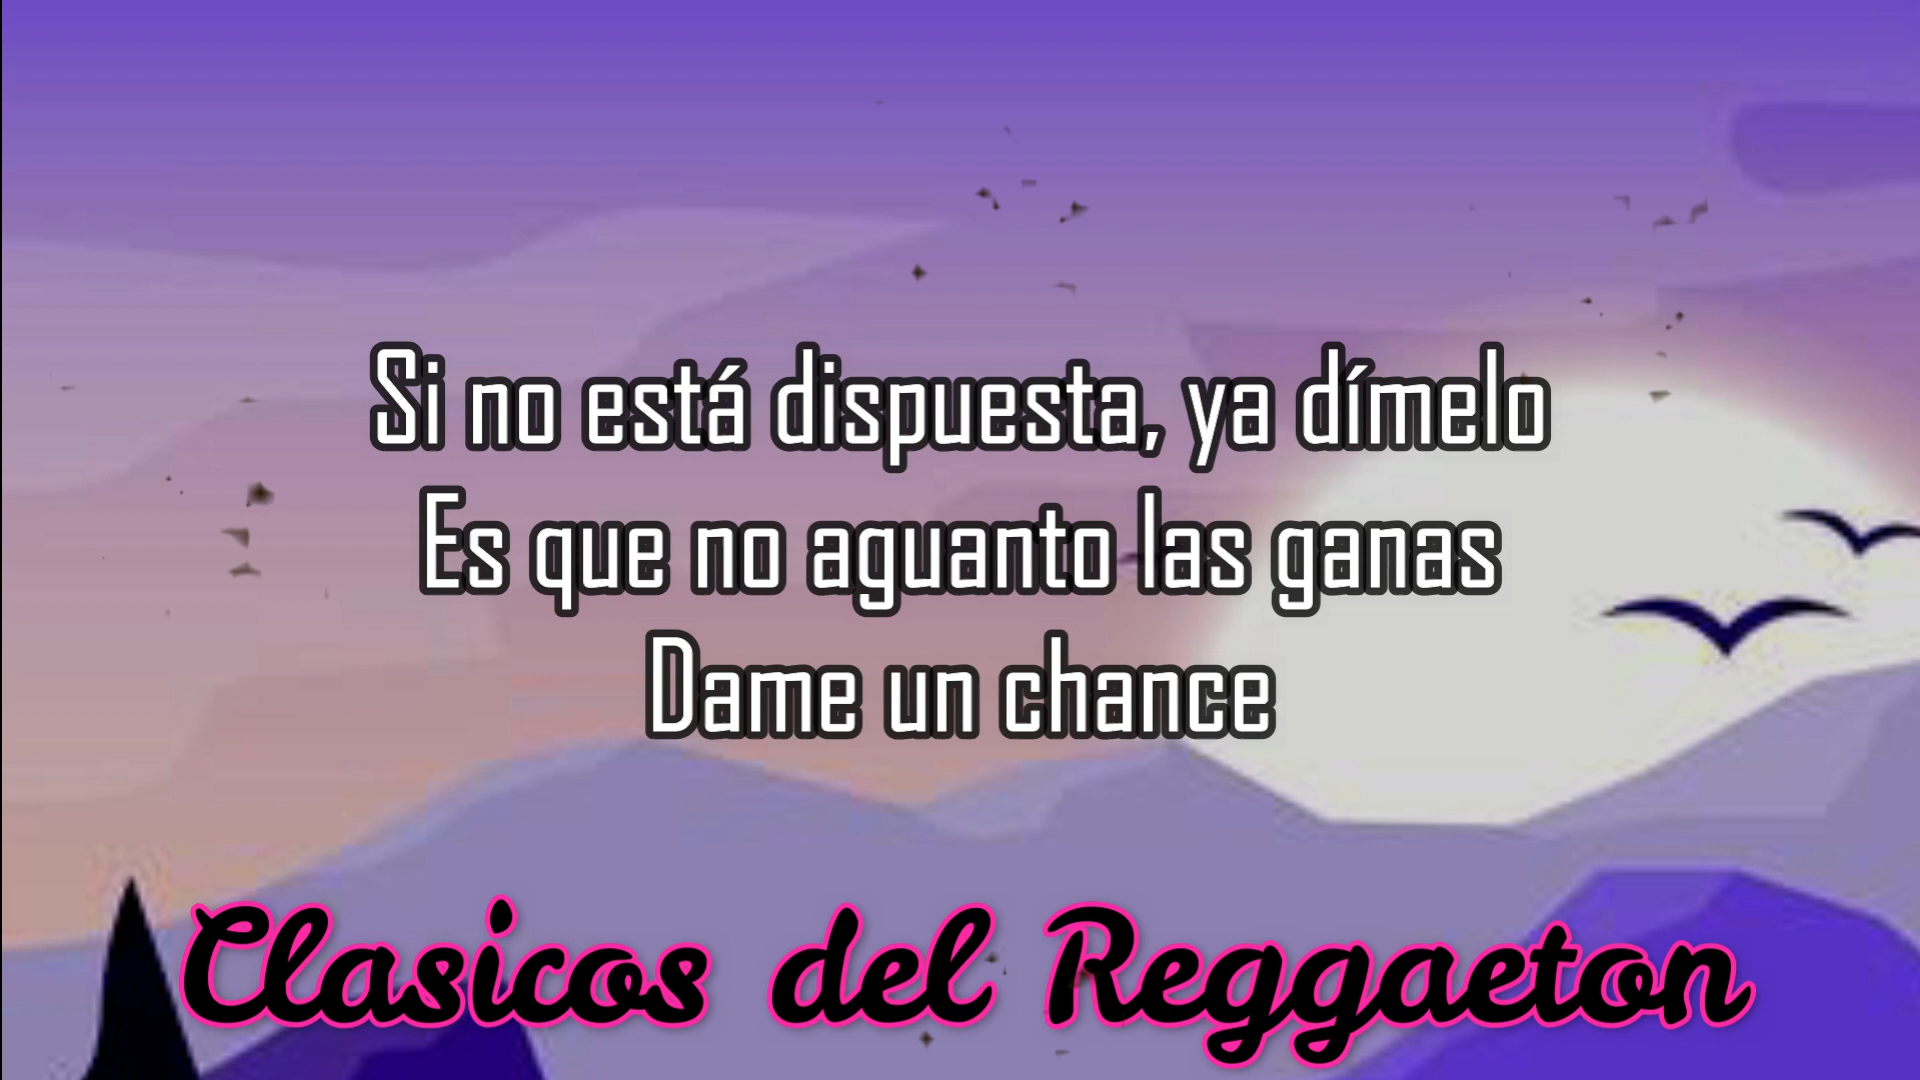 Si no está dispuesta, ya dímelo
Es que no aguanto las ganas
Dame un chance
Clasicos del Reggaeton